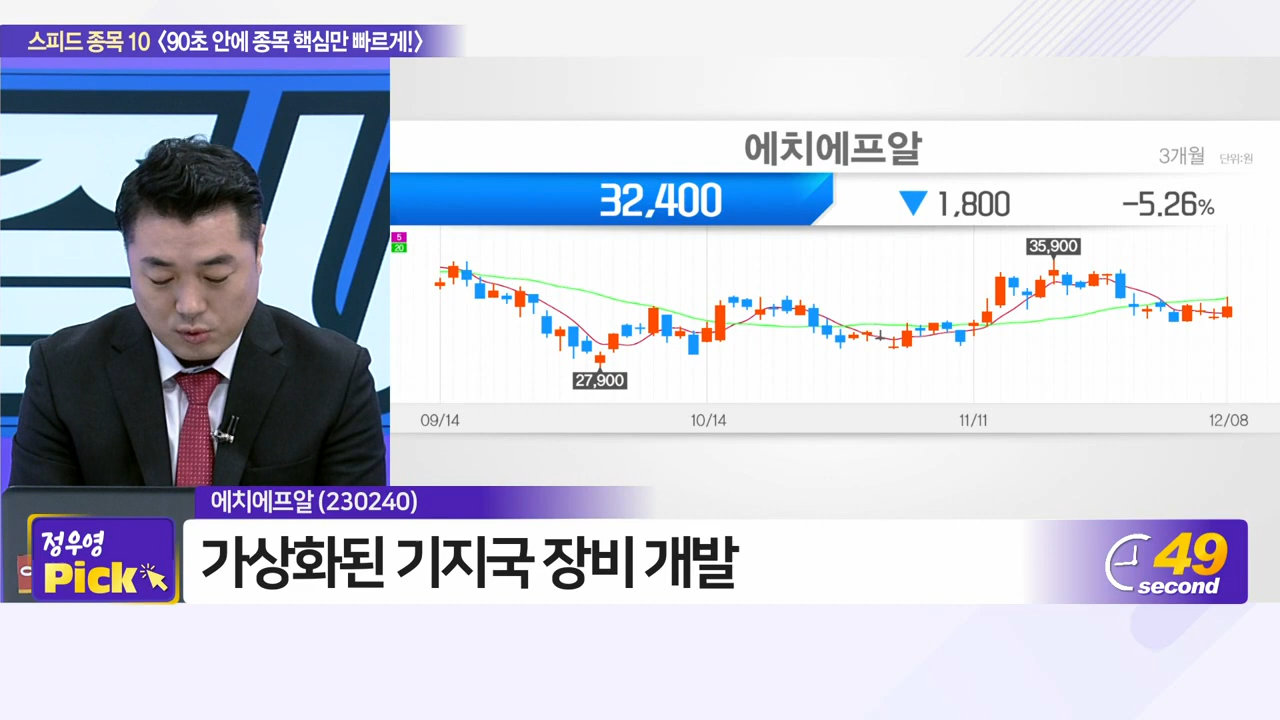 스피드 종목 10 〈90초 안에 종목 핵심만 빠르게!〉
에치에프알
3개월 단위:원
32,400 ▼ 1,800 -5.26%
5
20
35,900
27,900
09/14 10/14 11/11 12/08
에치에프알 (230240)
정우영
Pick
가상화된 기지국 장비 개발
49
second